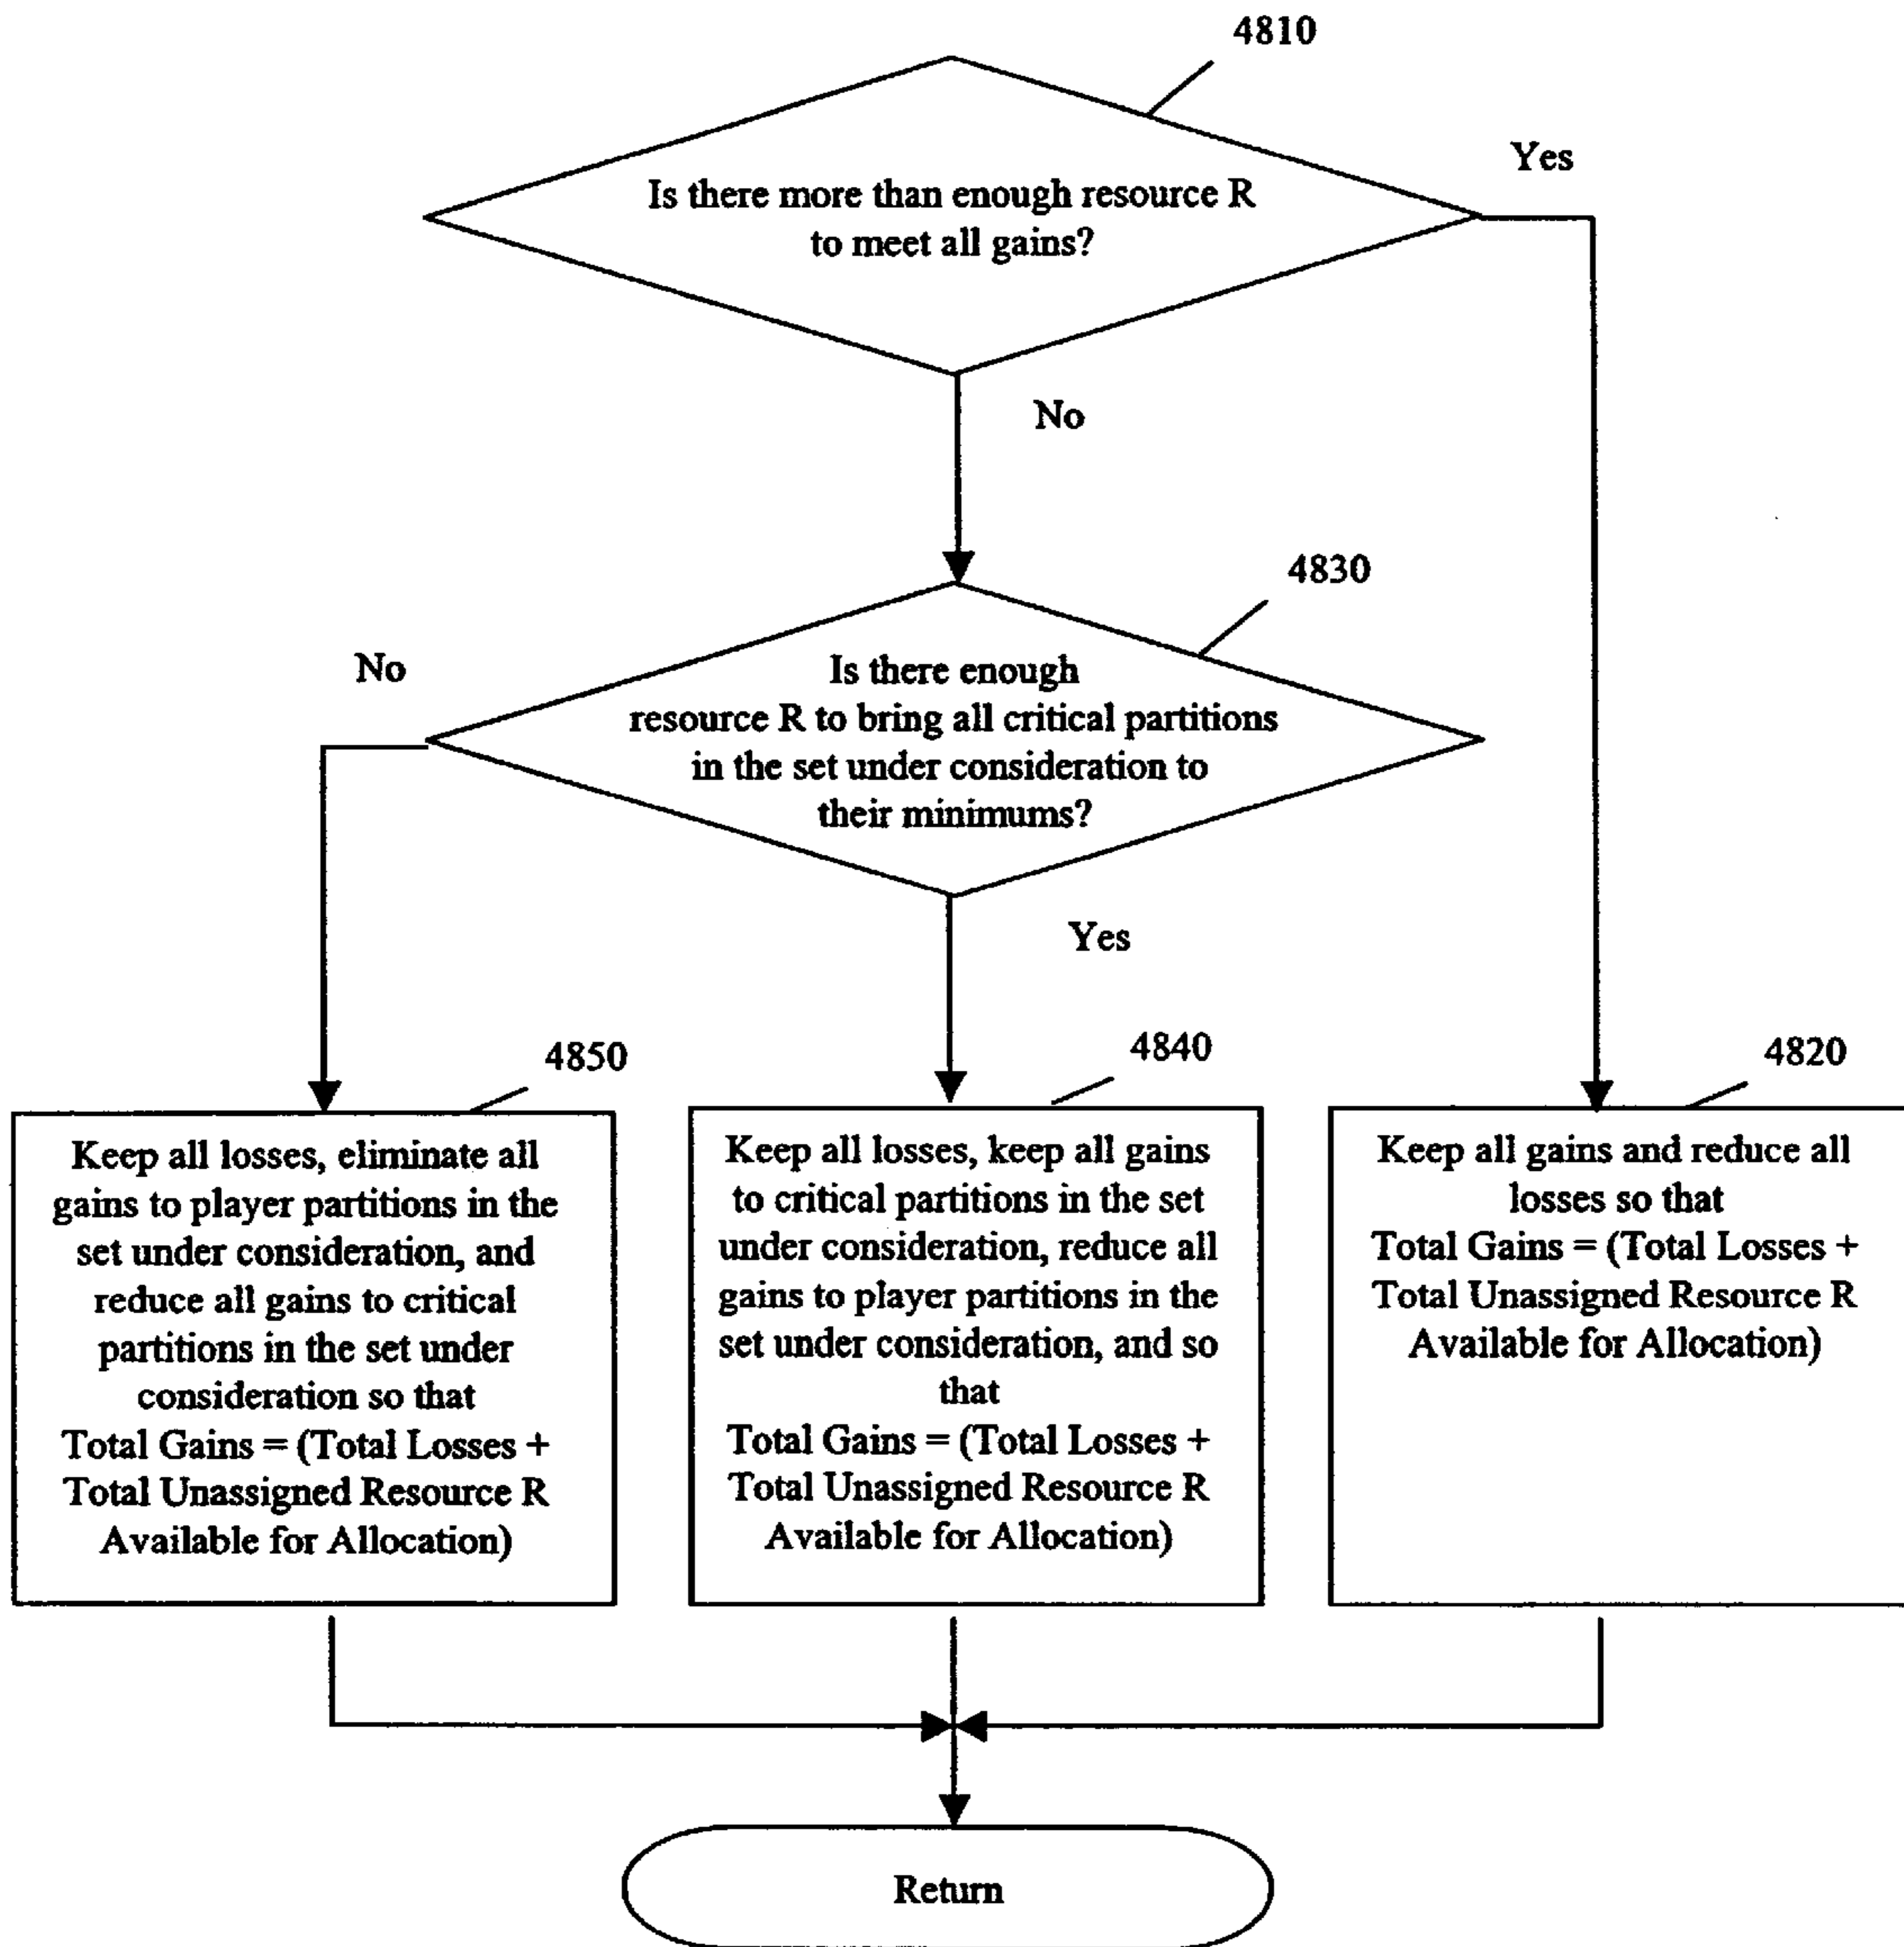 4810
Yes
Is there more than enough resource R
to meet all gains?
No
4830
No
Is there enough
resource R to bring all critical partitions
in the set under consideration to
their minimums?
Yes
4850
Keep all losses, eliminate all
gains to player partitions in the
set under consideration, and
reduce all gains to critical
partitions in the set under
consideration so that
Total Gains = (Total Losses +
Total Unassigned Resource R
Available for Allocation)
4840
Keep all losses, keep all gains
to critical partitions in the set
under consideration, reduce all
gains to player partitions in the
set under consideration, and so
that
Total Gains = (Total Losses +
Total Unassigned Resource R
Available for Allocation)
4820
Keep all gains and reduce all
losses so that
Total Gains = (Total Losses +
Total Unassigned Resource R
Available for Allocation)
Return